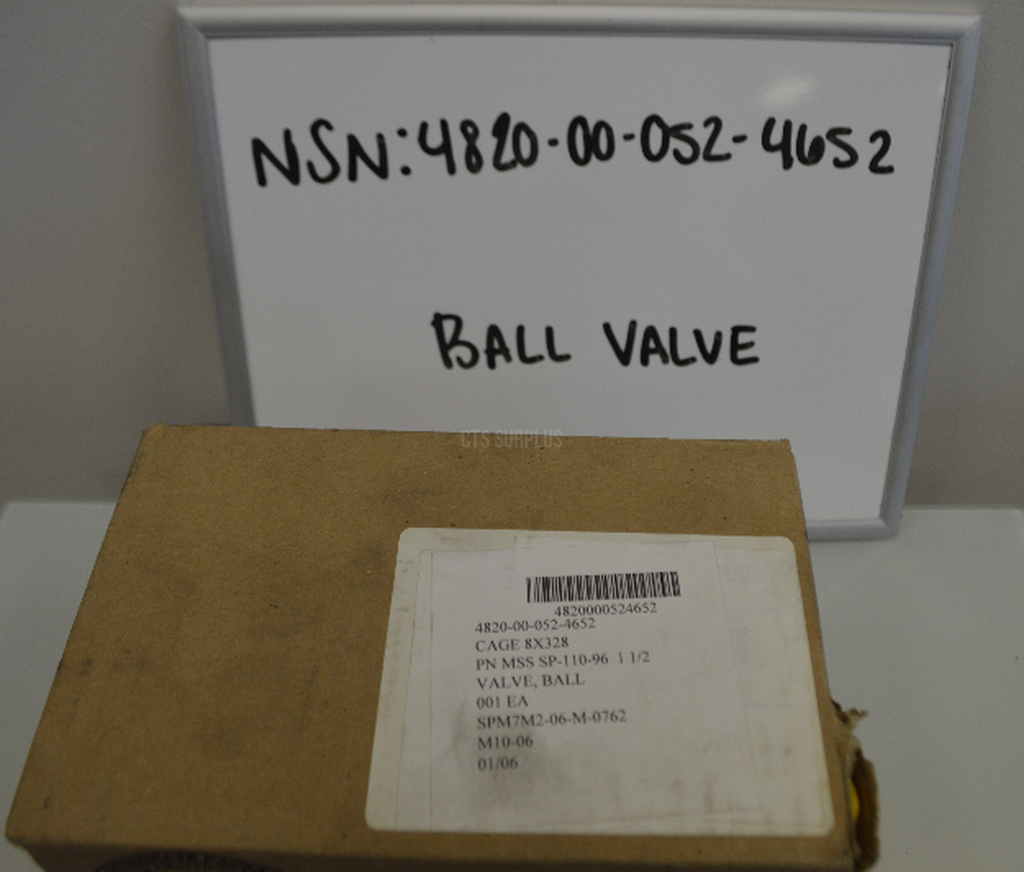 NSN: 4820-00-052-4652
BALL VALVE
CTS SURPLUS
4820000524652
4820-00-052-4652
CAGE 8X328
PN MSS SP-110-96 1 1/2
VALVE, BALL
001 EA
SPM7M2-06-M-0762
M10-06
01/06